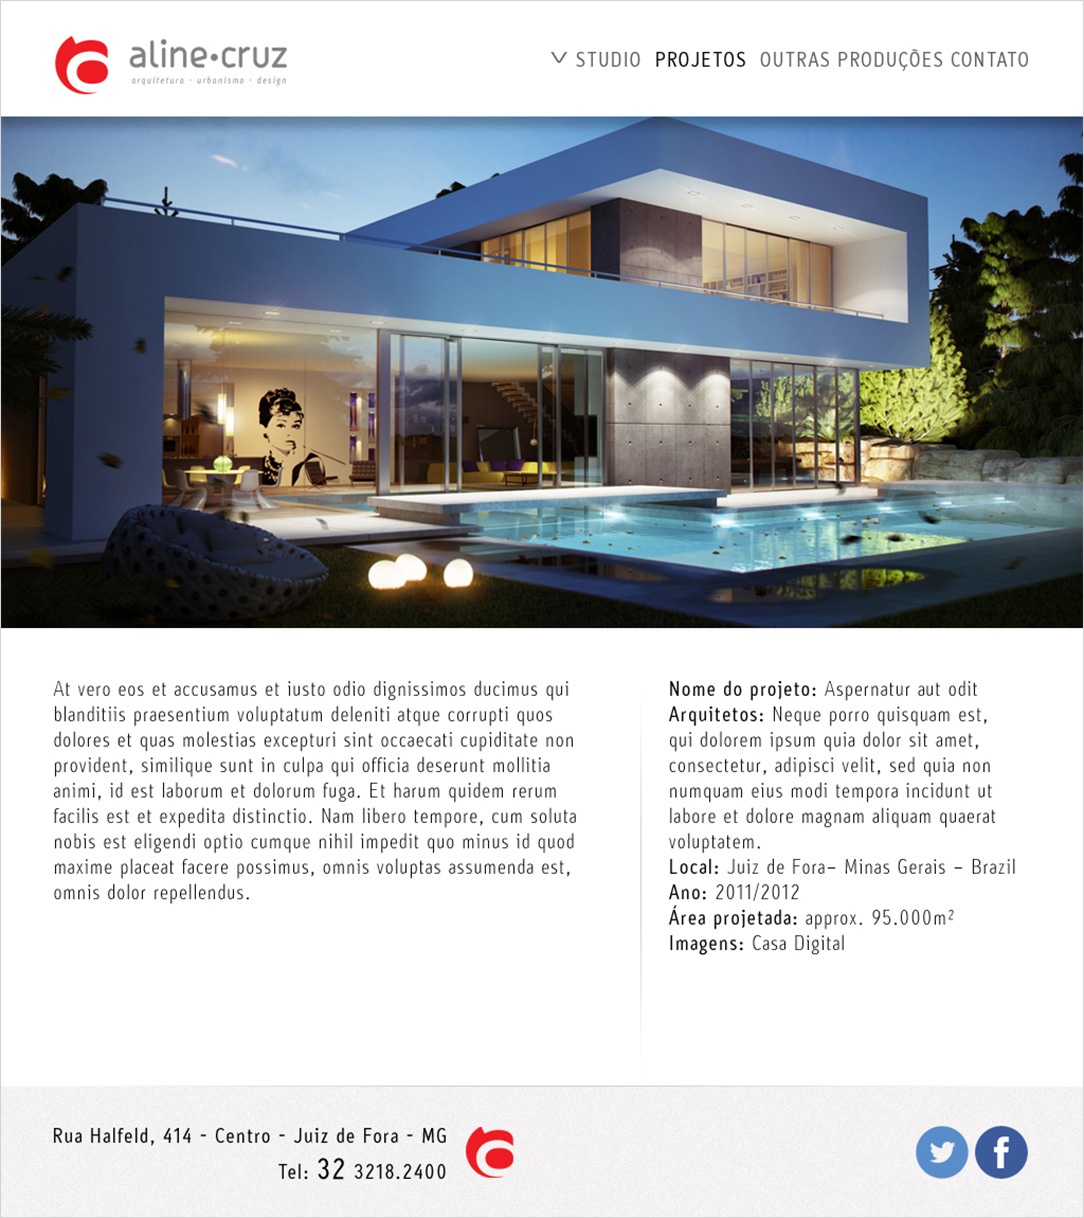 aline•cruz
arquitetura - urbanismo - design
STUDIO PROJETOS OUTRAS PRODUÇÕES CONTATO
At vero eos et accusamus et iusto odio dignissimos ducimus qui
blanditiis praesentium voluptatum deleniti atque corrupti quos
dolores et quas molestias excepturi sint occaecati cupiditate non
provident, similique sunt in culpa qui officia deserunt mollitia
animi, id est laborum et dolorum fuga. Et harum quidem rerum
facilis est et expedita distinctio. Nam libero tempore, cum soluta
nobis est eligendi optio cumque nihil impedit quo minus id quod
maxime placeat facere possimus, omnis voluptas assumenda est,
omnis dolor repellendus.
Nome do projeto: Aspernatur aut odit
Arquitetos: Neque porro quisquam est,
qui dolorem ipsum quia dolor sit amet,
consectetur, adipisci velit, sed quia non
numquam eius modi tempora incidunt ut
labore et dolore magnam aliquam quaerat
voluptatem.
Local: Juiz de Fora– Minas Gerais – Brazil
Ano: 2011/2012
Área projetada: approx. 95.000m²
Imagens: Casa Digital
Rua Halfeld, 414 - Centro - Juiz de Fora - MG
Tel: 32 3218.2400